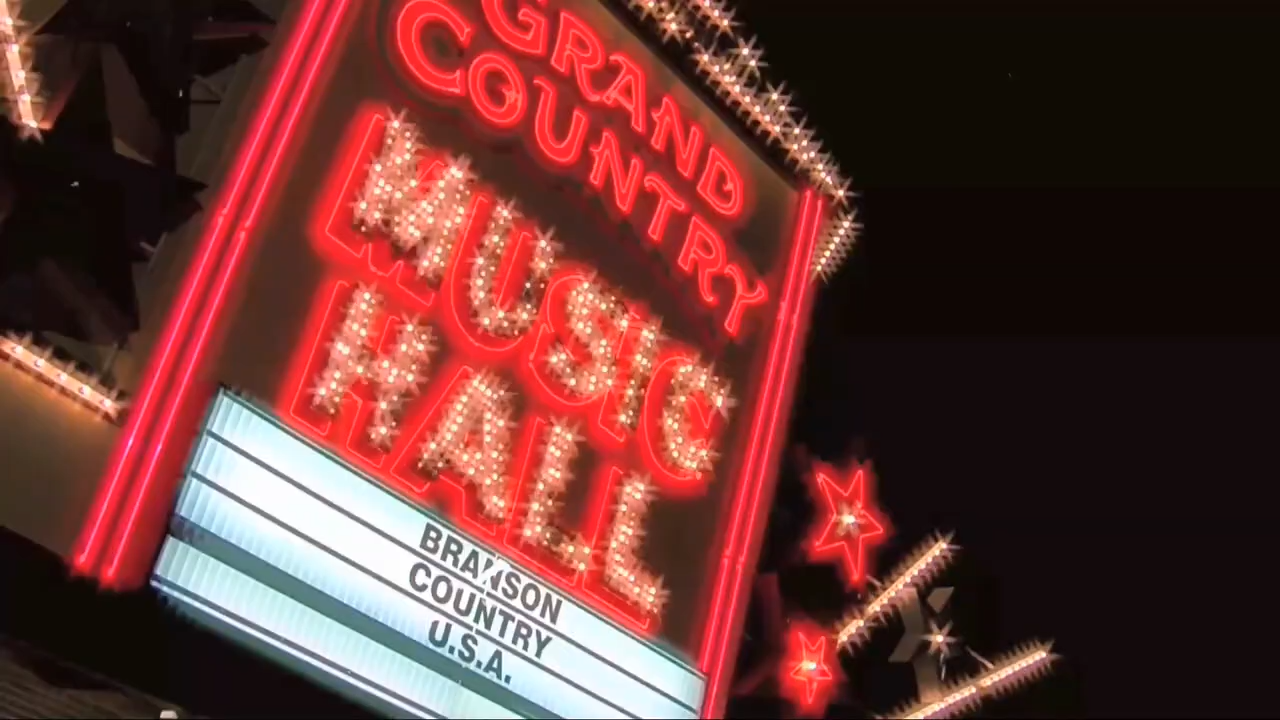 GRAND
COUNTRY
MUSIC
HALL
BRANSON
COUNTRY
U.S.A.